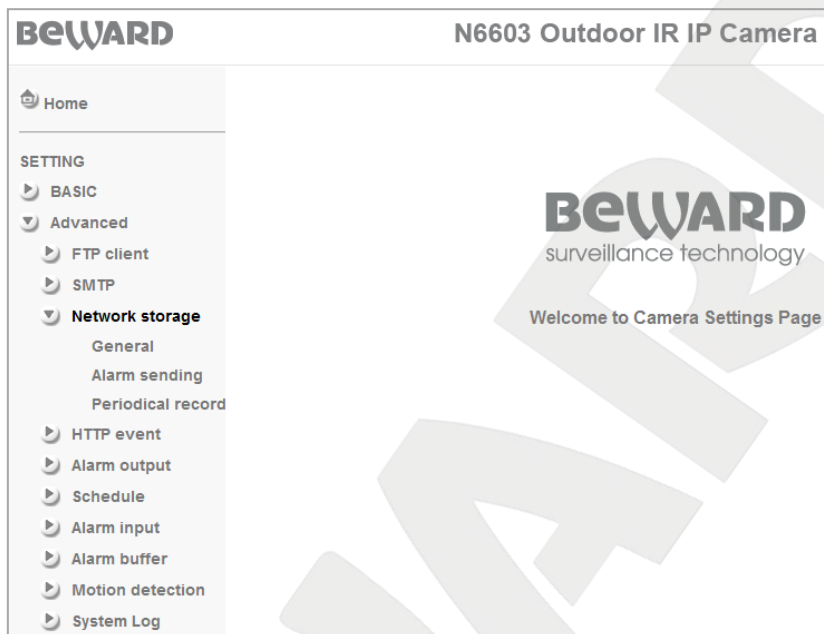 BEWARD
N6603 Outdoor IR IP Camera
Home
SETTING
BASIC
Advanced
FTP client
SMTP
Network storage
General
Alarm sending
Periodical record
HTTP event
Alarm output
Schedule
Alarm input
Alarm buffer
Motion detection
System Log
BEWARD
surveillance technology
Welcome to Camera Settings Page